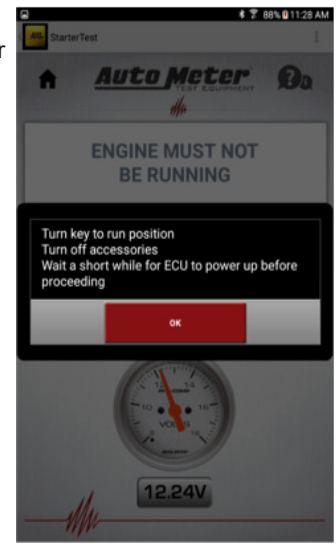 r
88% 11:28 AM
StarterTest
Auto Meter
TEST EQUIPMENT
ENGINE MUST NOT
BE RUNNING
Turn key to run position
Turn off accessories
Wait a short while for ECU to power up before
proceeding
OK
14
10
16
VOLTS
12.24V